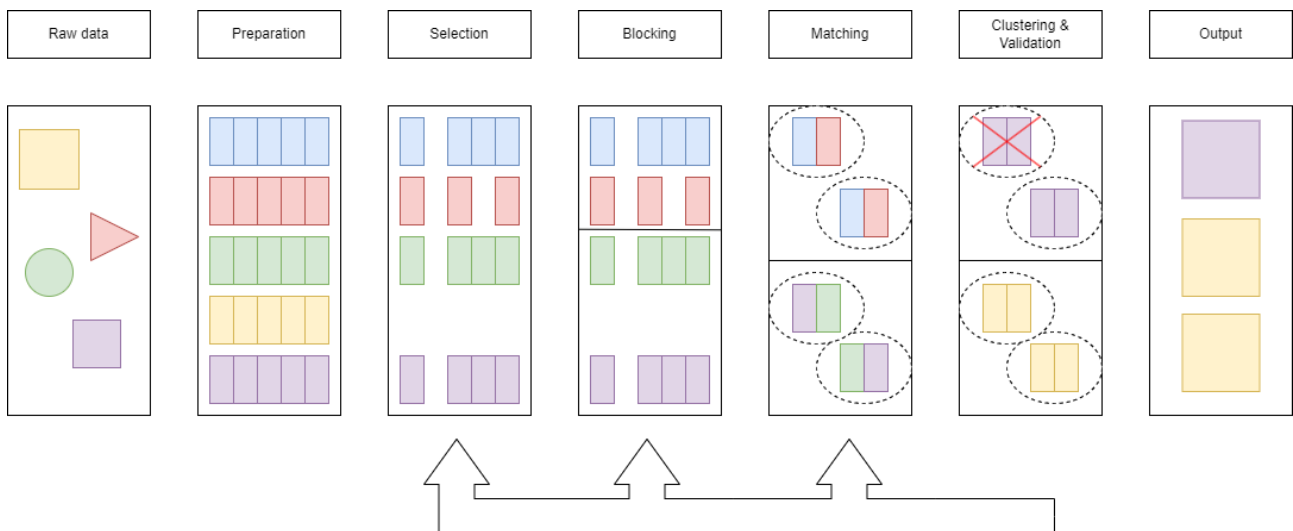 Raw data
Preparation
Selection
Blocking
Matching
Clustering &
Validation
Output